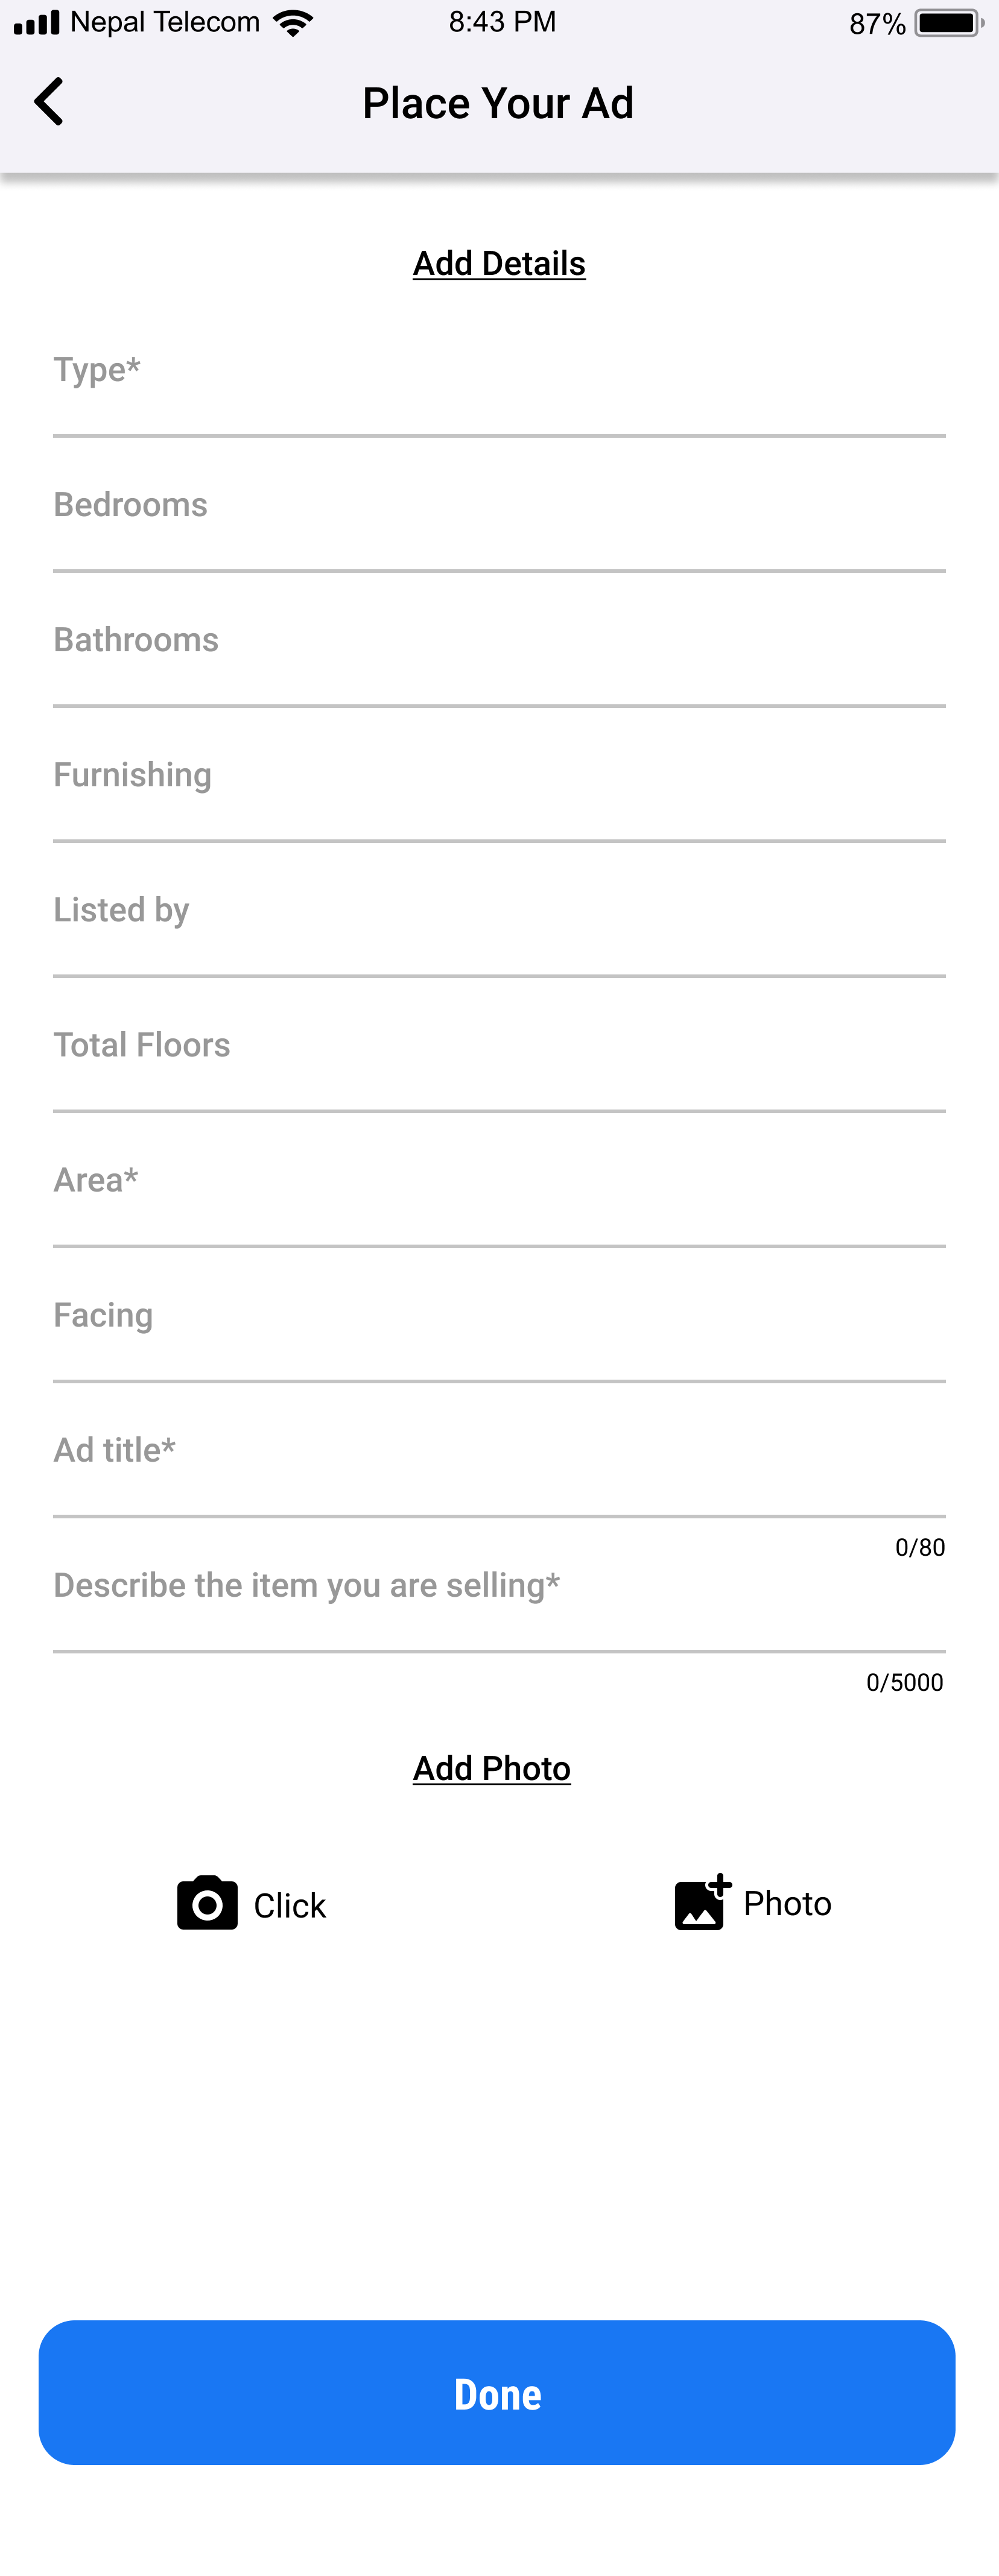 Nepal Telecom 8:43 PM 87%
Place Your Ad
Add Details
Type*
Bedrooms
Bathrooms
Furnishing
Listed by
Total Floors
Area*
Facing
Ad title*
0/80
Describe the item you are selling*
0/5000
Add Photo
Click Photo
Done